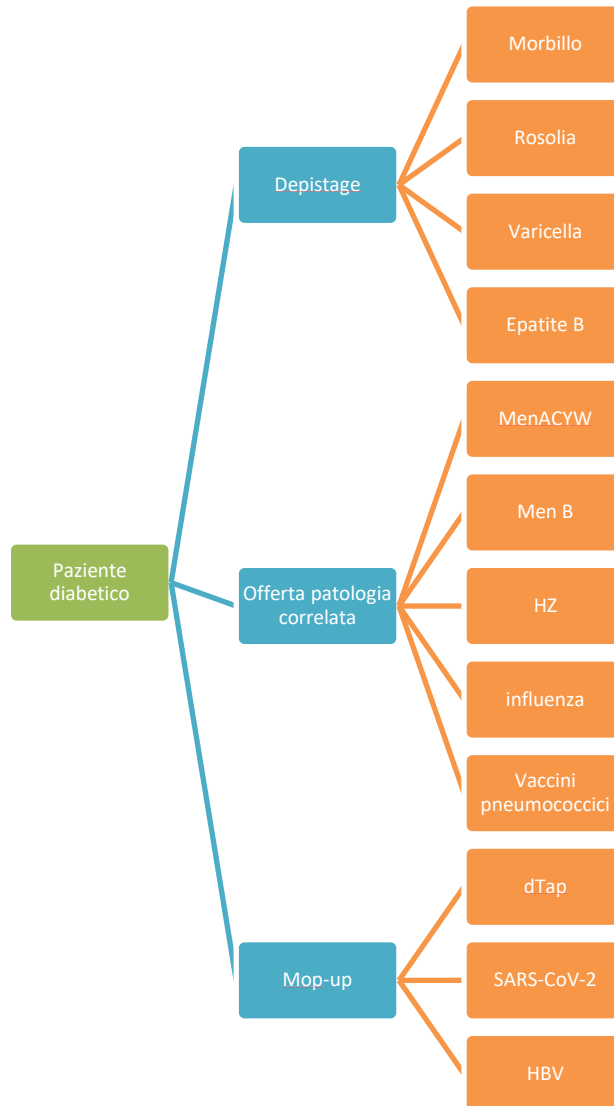 Paziente
diabetico
Depistage
Morbillo
Rosolia
Varicella
Epatite B
Offerta patologia
correlata
MenACYW
Men B
HZ
influenza
Vaccini
pneumococcici
Mop-up
dTap
SARS-CoV-2
HBV